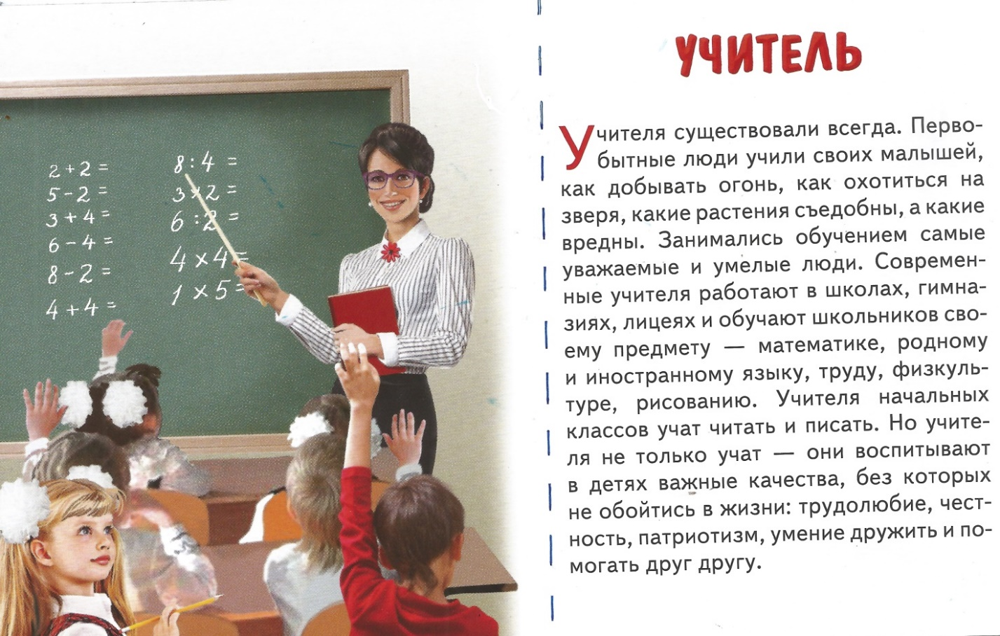 2 + 2 =
5 - 2 =
3 + 4 =
6 - 4 =
8 - 2 =
4 + 4 =
8 : 4 =
3 × 2 =
6 : 2 =
4 × 4 =
1 × 5 =
УЧИТЕЛЬ
Учителя существовали всегда. Перво-
бытные люди учили своих малышей,
как добывать огонь, как охотиться на
зверя, какие растения съедобны, а какие
вредны. Занимались обучением самые
уважаемые и умелые люди. Современ-
ные учителя работают в школах, гимна-
зиях, лицеях и обучают школьников сво-
ему предмету — математике, родному
и иностранному языку, труду, физкуль-
туре, рисованию. Учителя начальных
классов учат читать и писать. Но учите-
ля не только учат — они воспитывают
в детях важные качества, без которых
не обойтись в жизни: трудолюбие, чест-
ность, патриотизм, умение дружить и по-
могать друг другу.